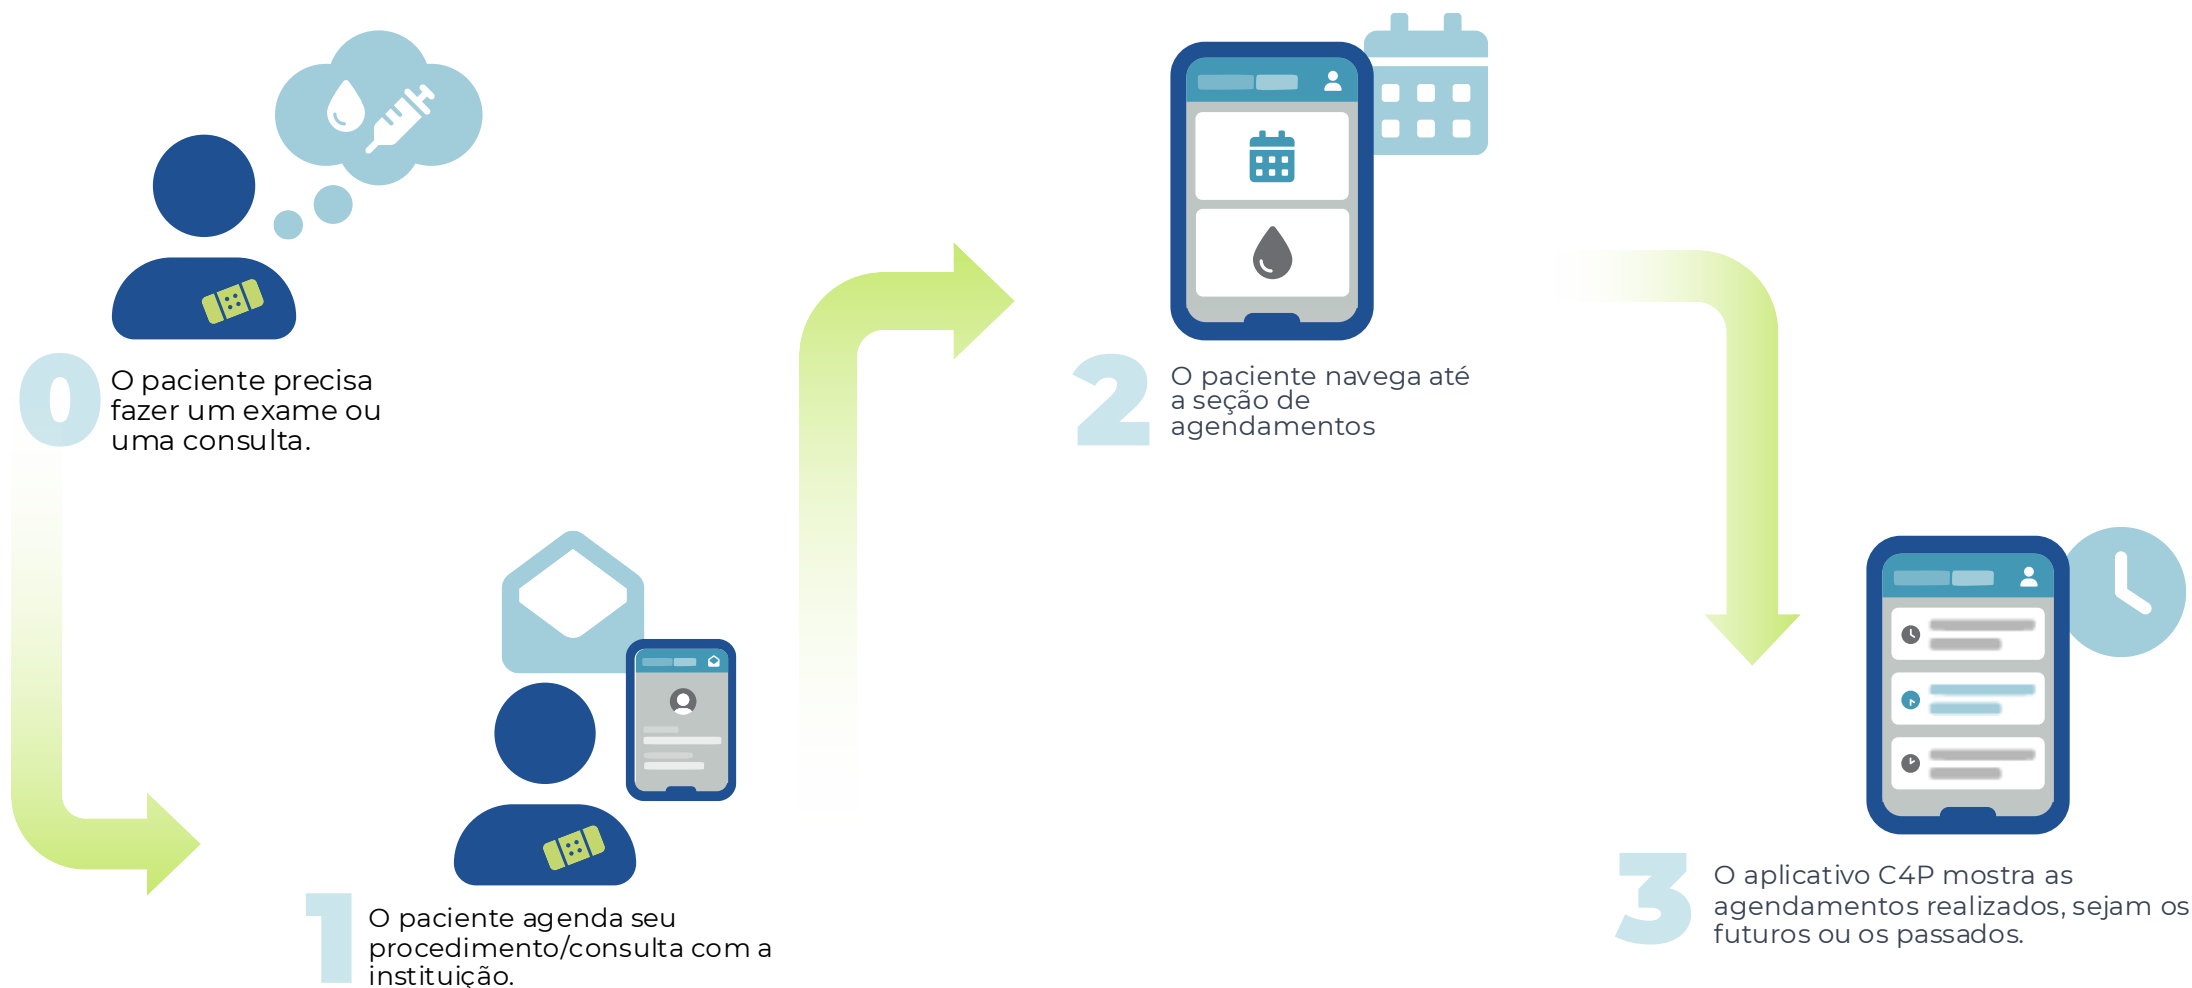 0
O paciente precisa
fazer um exame ou
uma consulta.
1
O paciente agenda seu
procedimento/consulta com a
instituição.
2
O paciente navega até
a seção de
agendamentos
3
O aplicativo C4P mostra as
agendamentos realizados, sejam os
futuros ou os passados.